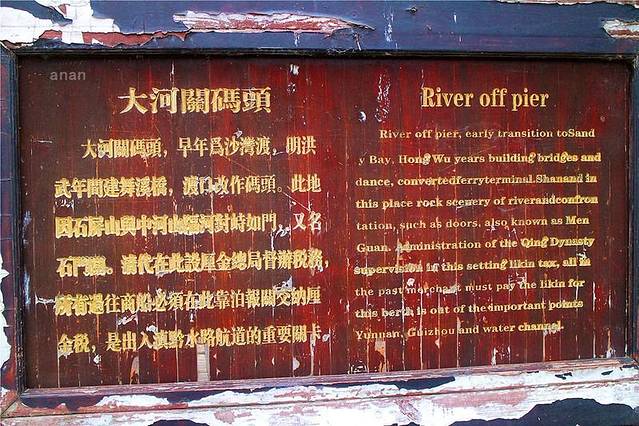 anan
大河關碼頭
大河關碼頭，早年爲沙灣渡，明洪
武年間建舞溪橋，渡口改作碼頭。此地
因石屏山與中河山隔河對峙如門，又名
石門關。清代在此設厘金總局督辦税務，
所有過往商船必須在此靠泊報關交納厘
金税，是出入滇黔水路航道的重要關卡
River off pier
River off pier, early transition toSand
y Bay, Hong Wu years building bridges and
dance, convertedferryterminal.Shanand in
this place rock scenery of riverandconfron
tation, such as doors, also known as Men
Guan. Administration of the Qing Dynasty
supervision in this setting likin tax, all in
the past merchant must pay the likin for
this berth is out of the important points
Yunnan, Guizhou and water channel.